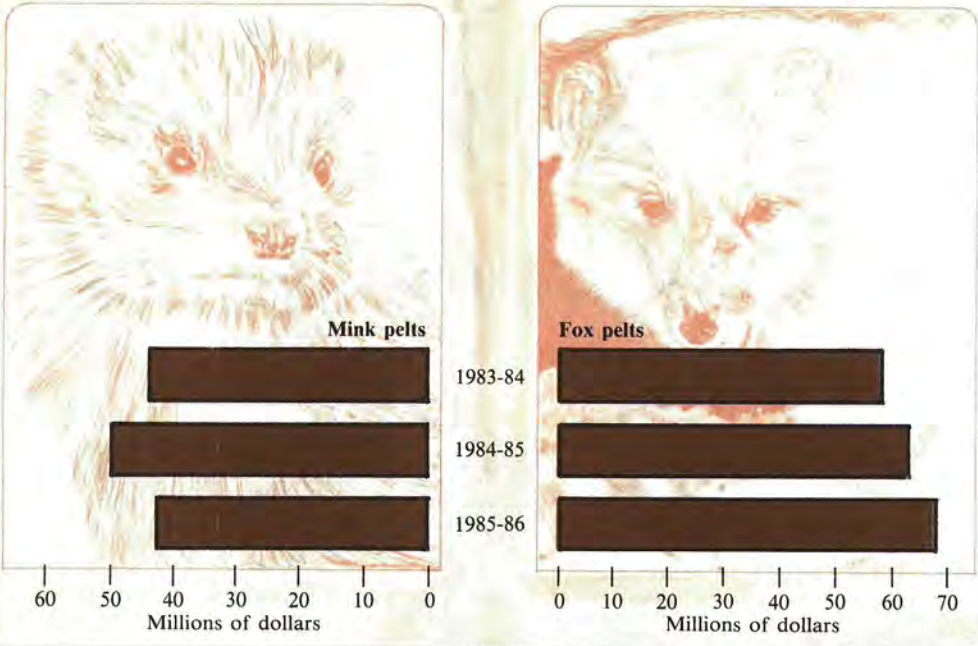 Mink pelts
Fox pelts
1983-84
1984-85
1985-86
60 50 40 30 20 10 0
Millions of dollars
0 10 20 30 40 50 60 70
Millions of dollars